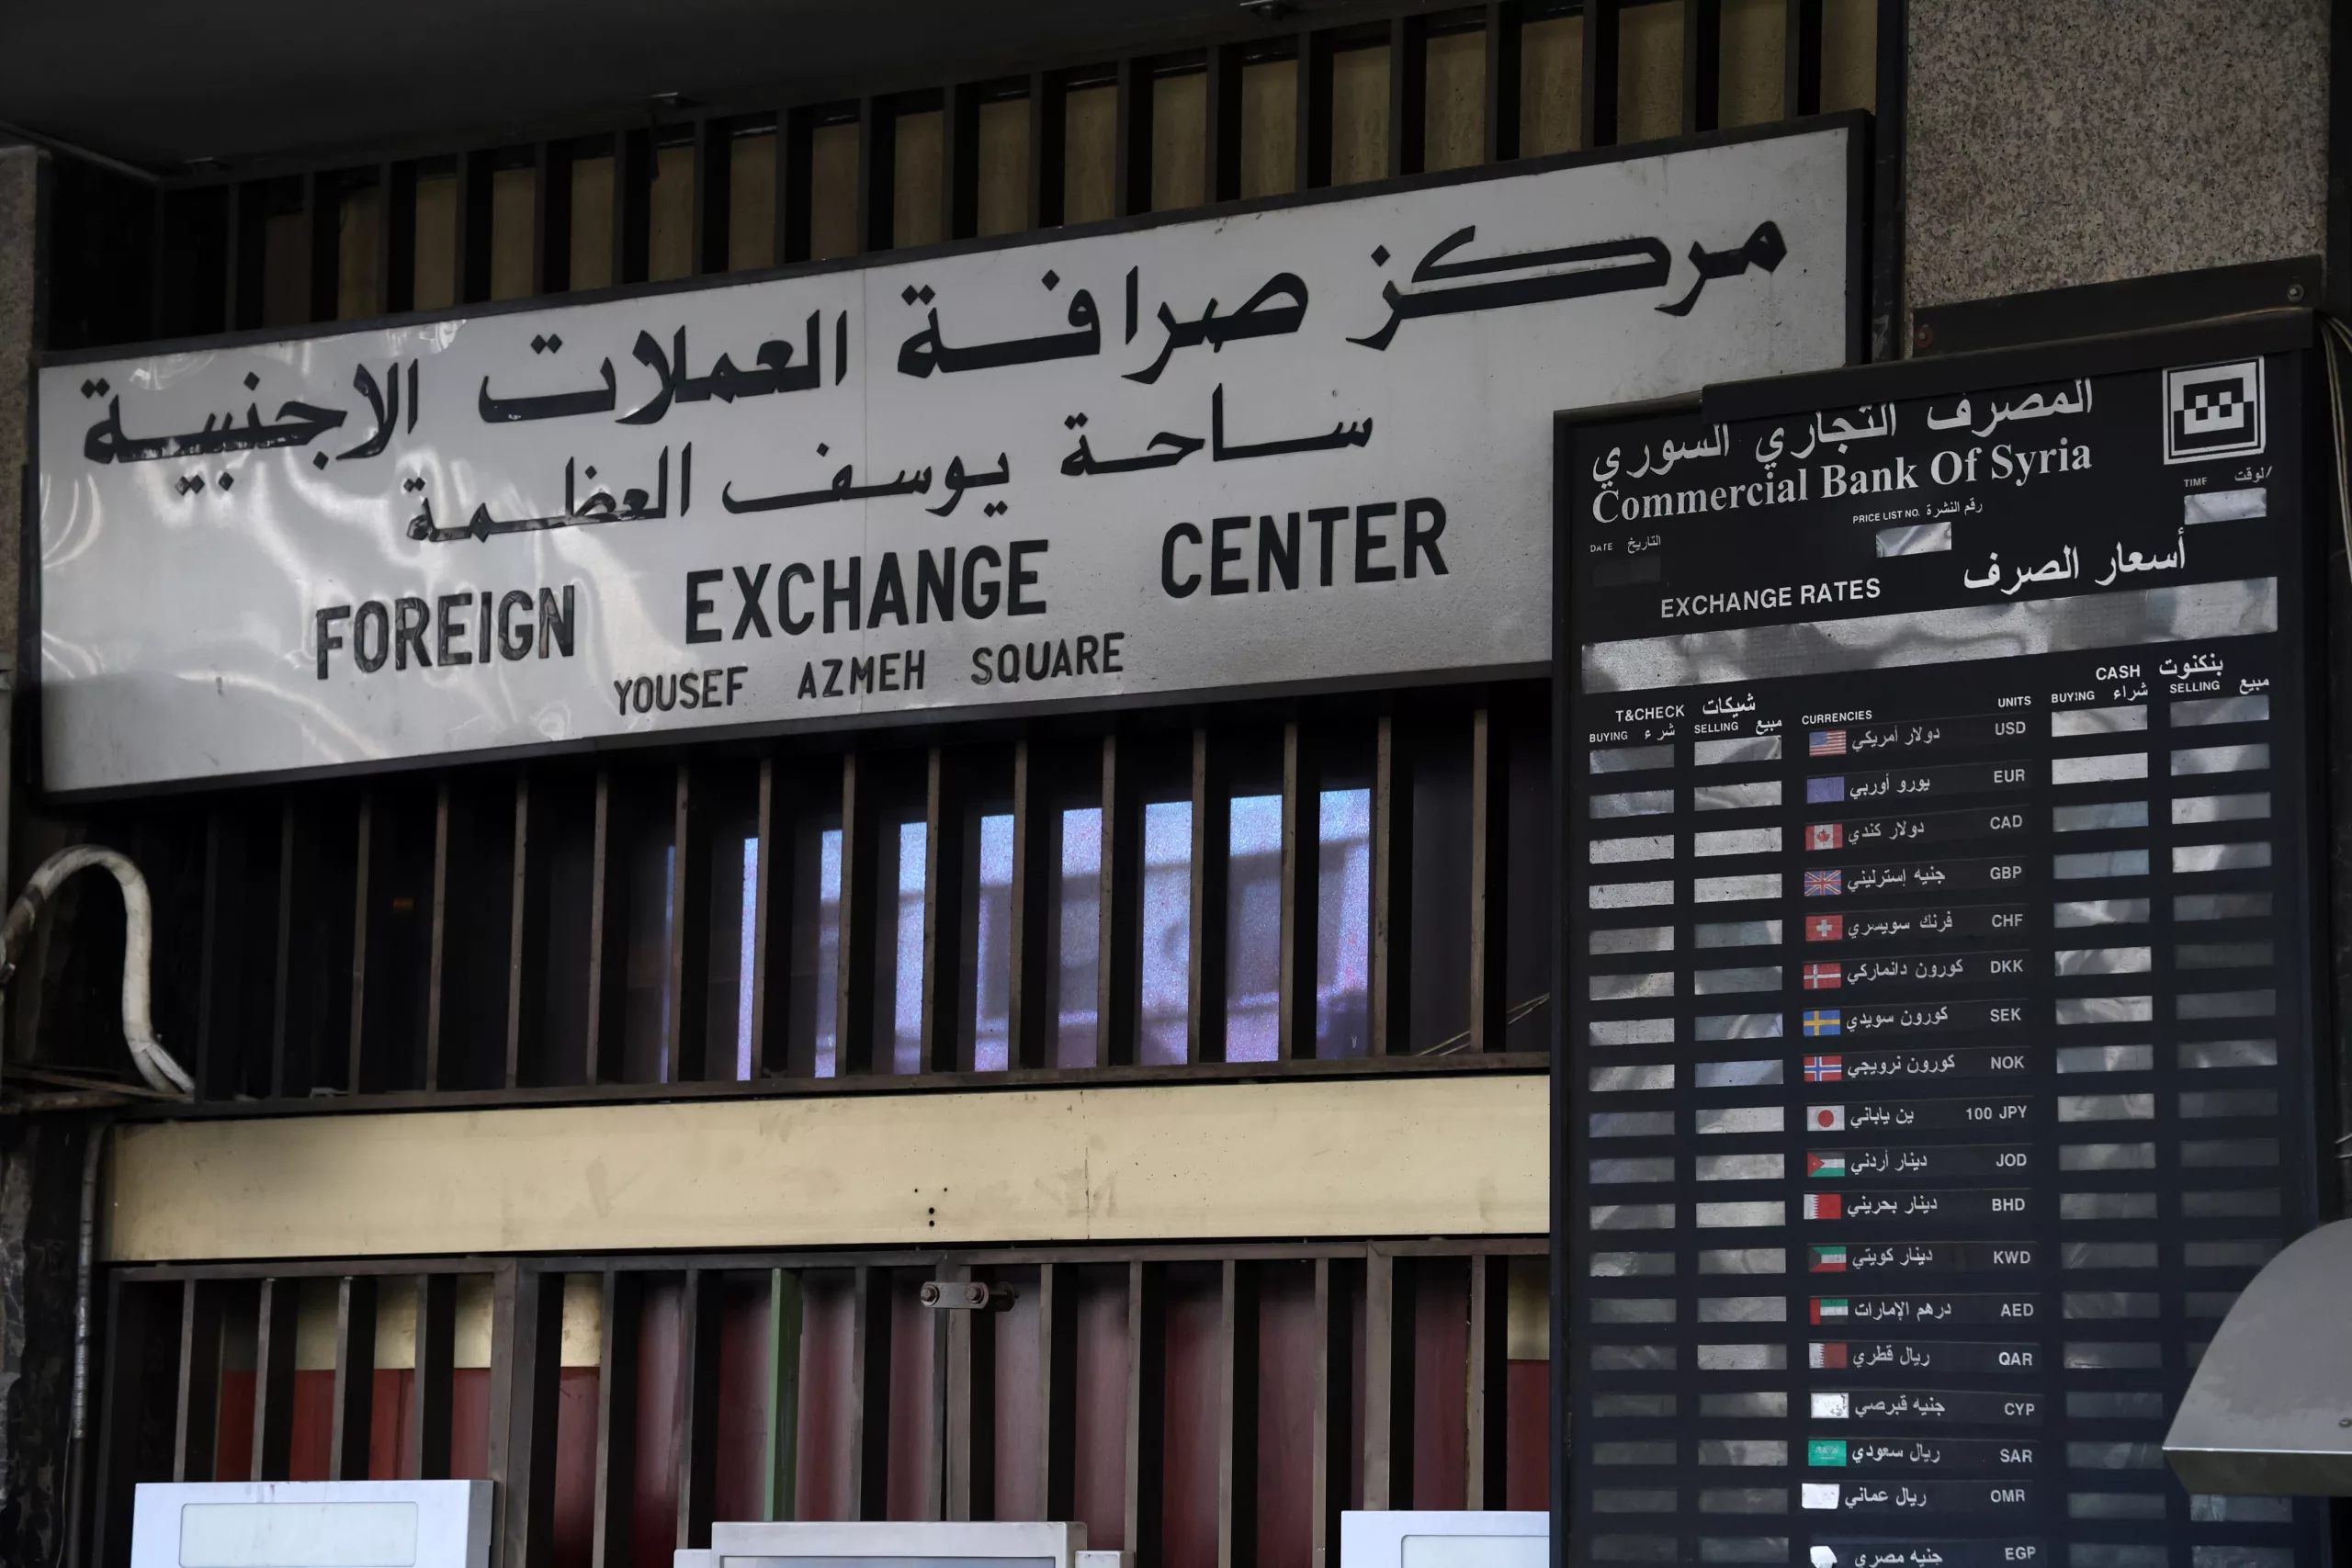 مركز صرافة العملات الاجنبية
ساحة يوسف العظمة
FOREIGN EXCHANGE CENTER
YOUSEF AZMEH SQUARE
المصرف التجاري السوري
Commercial Bank Of Syria
TIME لوقت/
PRICE LIST NO. رقم النشرة
DATE التاريخ
EXCHANGE RATES أسعار الصرف
T&CHECK شيكات CASH بنكنوت
BUYING شرء SELLING مبيع CURRENCIES UNITS BUYING شراء SELLING مبيع
دولار أمريكي USD
يورو أوربي EUR
دولار كندي CAD
جنيه إسترليني GBP
فرنك سويسري CHF
كورون دانماركي DKK
كورون سويدي SEK
كورون نرويجي NOK
ين ياباني 100 JPY
دينار أردني JOD
دينار بحريني BHD
دينار كويتي KWD
درهم الإمارات AED
ريال قطري QAR
جنيه قبرصي CYP
ريال سعودي SAR
ريال عماني OMR
جنيه مصري EGP